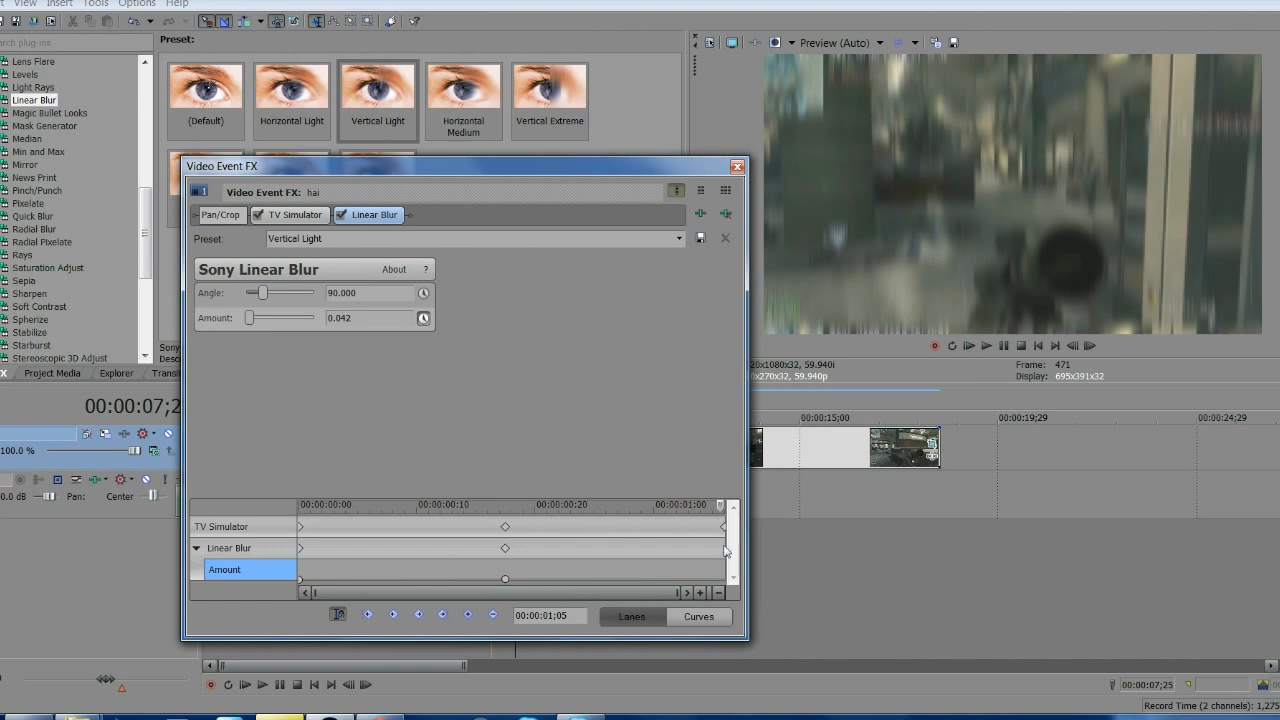 View Insert Tools Options Help
Preset:
Preview (Auto)
rch plug-ins
Lens Flare
Levels
Light Rays
Linear Blur
Magic Bullet Looks
Mask Generator
Median
Min and Max
Mirror
News Print
Pinch/Punch
Pixelate
Quick Blur
Radial Blur
Radial Pixelate
Rays
Saturation Adjust
Sepia
Sharpen
Soft Contrast
Spherize
Stabilize
Starburst
Stereoscopic 3D Adjust
(Default)
Horizontal Light
Vertical Light
Horizontal Medium
Vertical Extreme
Sony
Desc
X Project Media Explorer Transit
Video Event FX
1
Video Event FX: hai
Pan/Crop TV Simulator Linear Blur
Preset: Vertical Light
Sony Linear Blur About ?
Angle: 90.000
Amount: 0.042
00:00:00:00 00:00:00:10 00:00:00:20 00:00:01:00
TV Simulator
Linear Blur
Amount
00:00:01;05
Lanes Curves
20x1080x32, 59.940i
x270x32, 59.940p
Frame: 471
Display: 695x391x32
00:00:07;2
00:00:15;00 00:00:19;29 00:00:24;29
100.0 %
0.0 dB Pan: Center
00:00:07;25
Record Time (2 channels): 1,275